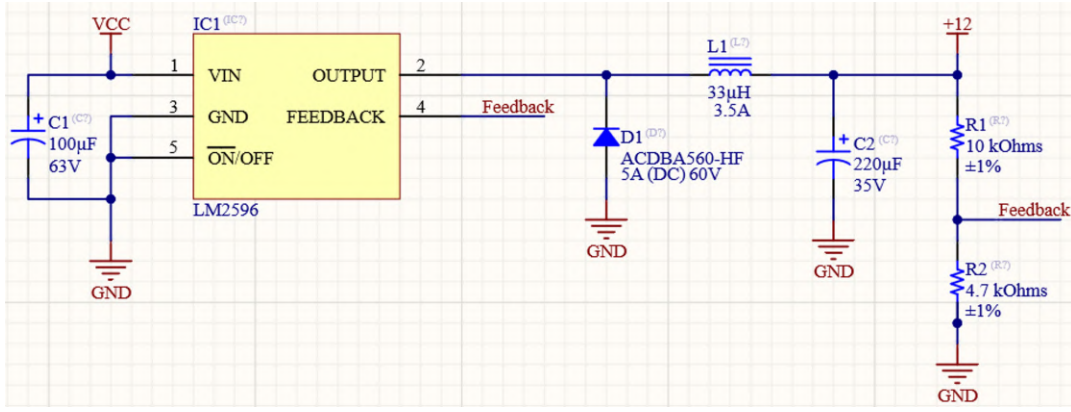 VCC
IC1 (IC?)
1 VIN
OUTPUT 2
3 GND
FEEDBACK 4
Feedback
5 ON/OFF
LM2596
C1 (C?)
100µF
63V
GND
D1 (D?)
ACDBA560-HF
5A (DC) 60V
GND
L1 (L?)
33µH
3.5A
C2 (C?)
220µF
35V
GND
+12
R1 (R?)
10 kOhms
±1%
Feedback
R2 (R?)
4.7 kOhms
±1%
GND